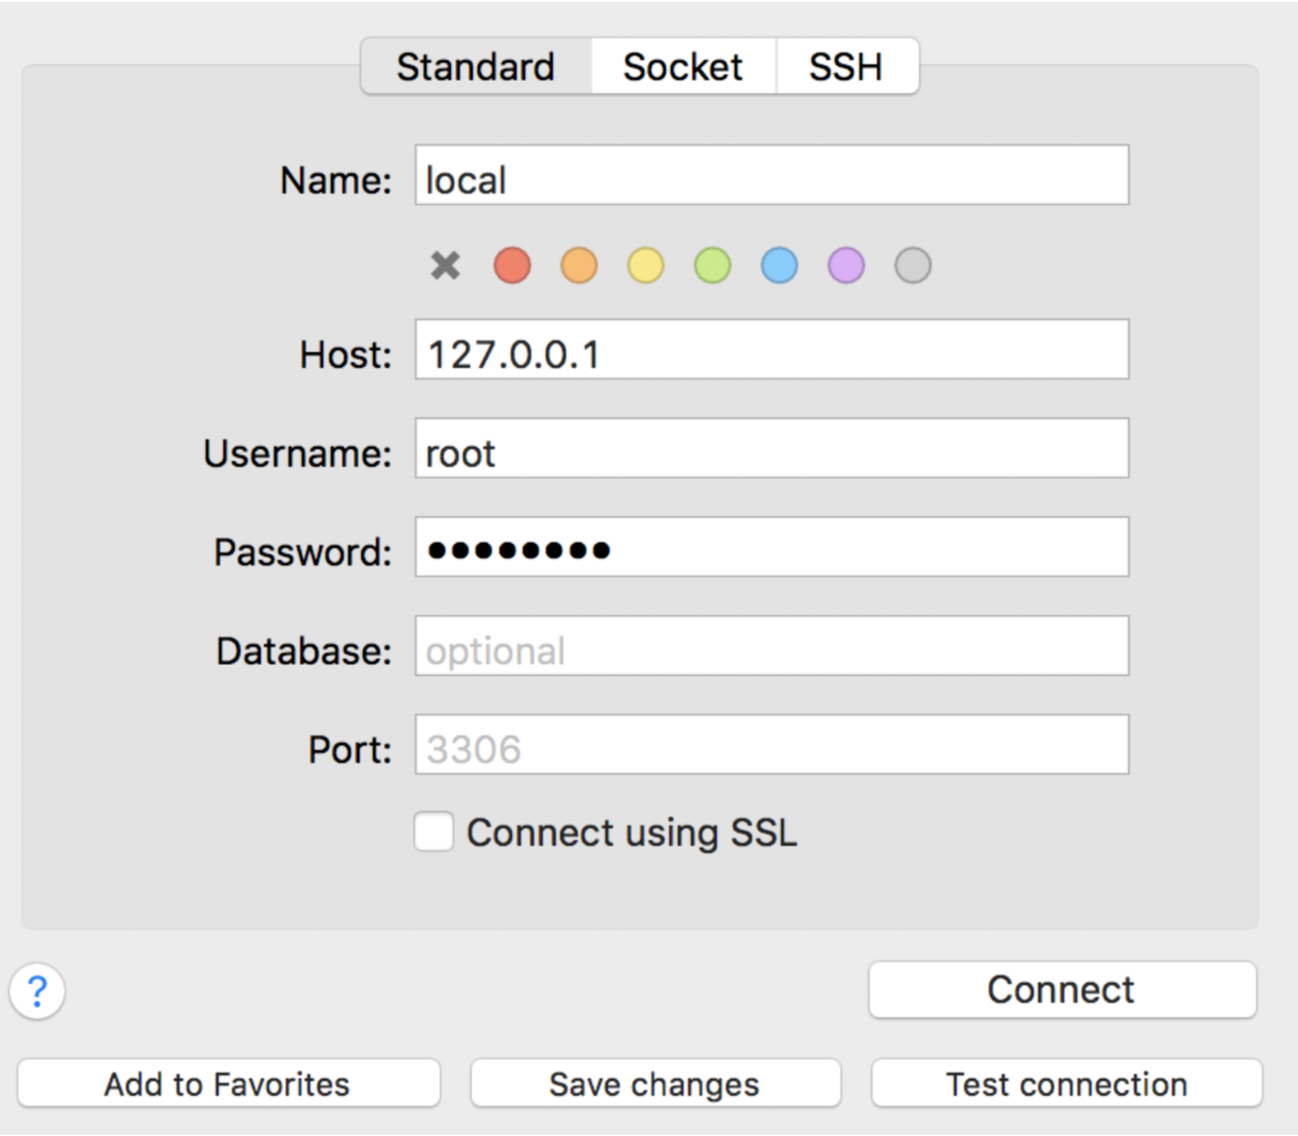 Standard Socket SSH
Name: local
Host: 127.0.0.1
Username: root
Password: ••••••••
Database: optional
Port: 3306
Connect using SSL
? Connect
Add to Favorites Save changes Test connection